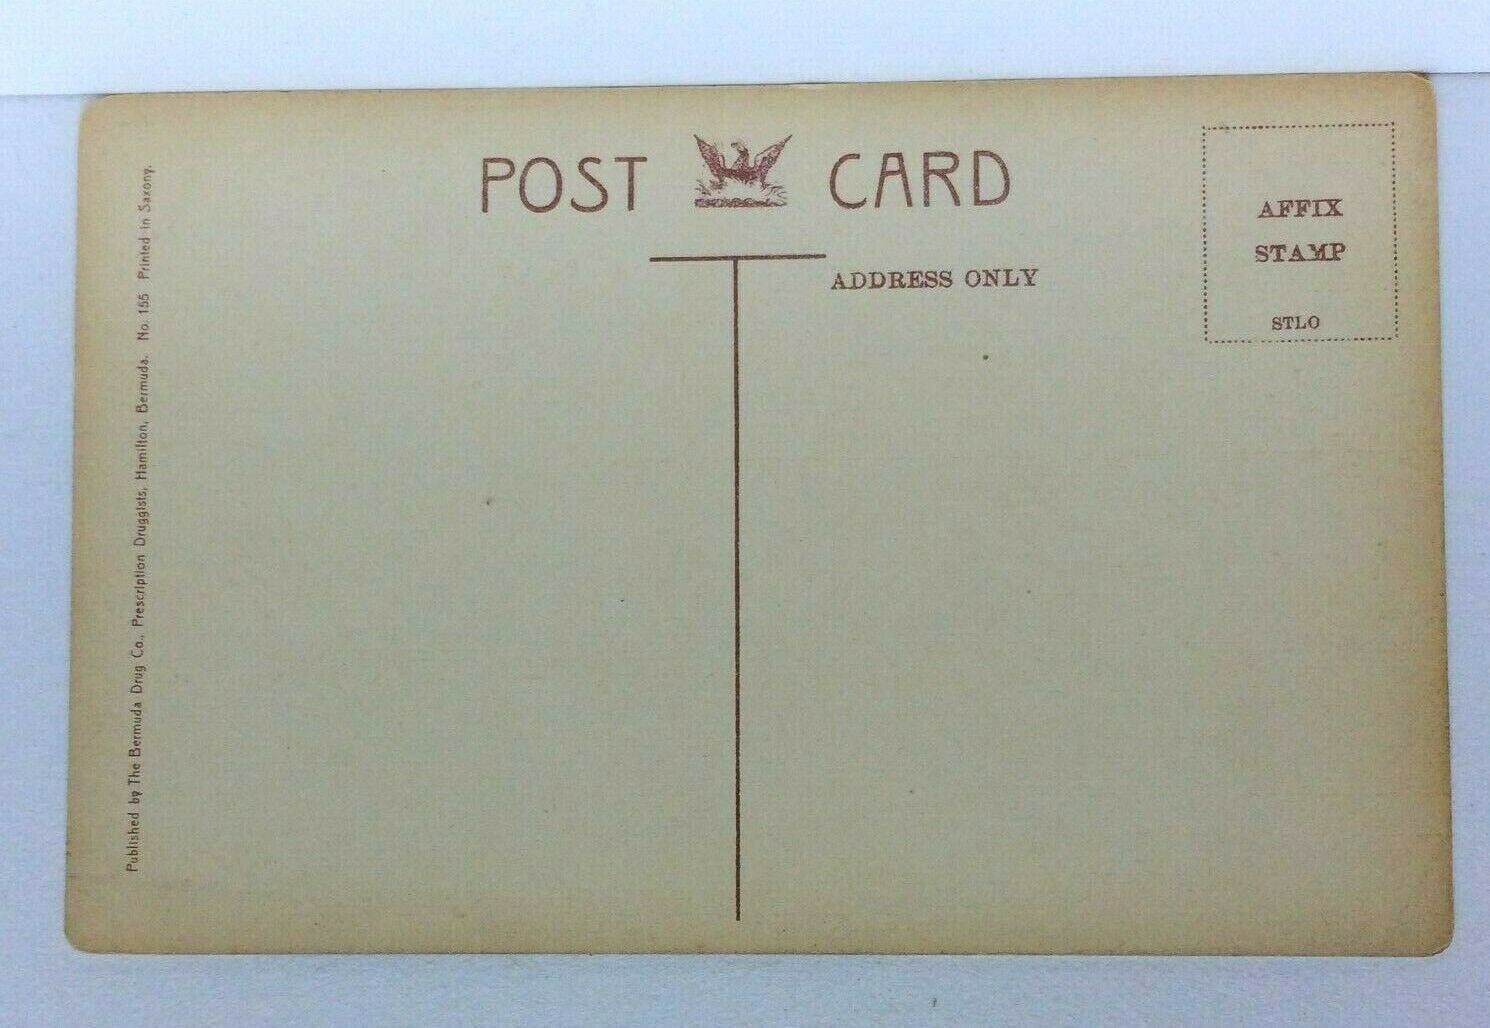 POST CARD
ADDRESS ONLY
AFFIX
STAMP
STLO
Published by The Bermuda Drug Co., Prescription Druggists, Hamilton, Bermuda. No. 155 Printed in Saxony.